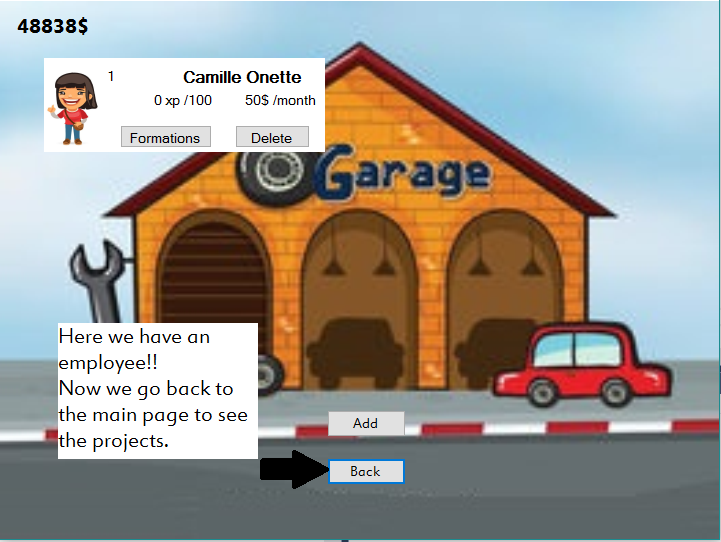 48838$
1 Camille Onette
0 xp /100 50$ /month
Formations Delete
Garage
Here we have an
employee!!
Now we go back to
the main page to see
the projects.
Add
Back